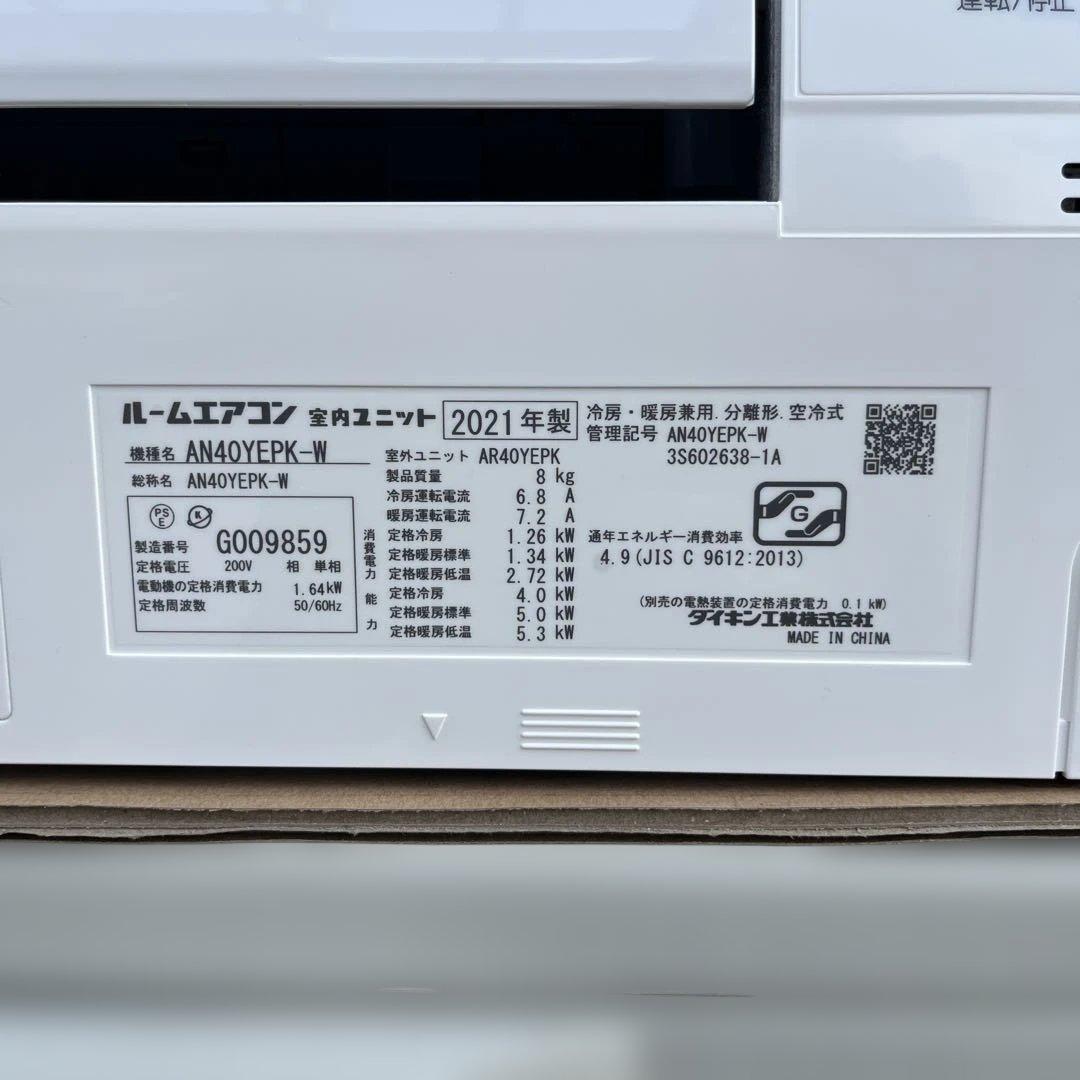 運転/停止
ルームエアコン 室内ユニット 2021年製
冷房・暖房兼用.分離形.空冷式
管理記号 AN40YEPK-W
3S602638-1A
機種名 AN40YEPK-W
総称名 AN40YEPK-W
PS
E
K
製造番号 G009859
定格電圧 200V 相 単相
電動機の定格消費電力 1.64kW
定格周波数 50/60Hz
室外ユニット AR40YEPK
製品質量 8 kg
冷房運転電流 6.8 A
暖房運転電流 7.2 A
消費電力
定格冷房 1.26 kW
定格暖房標準 1.34 kW
定格暖房低温 2.72 kW
能力
定格冷房 4.0 kW
定格暖房標準 5.0 kW
定格暖房低温 5.3 kW
G
通年エネルギー消費効率
4.9(JIS C 9612:2013)
(別売の電熱装置の定格消費電力 0.1 kW)
ダイキン工業株式会社
MADE IN CHINA